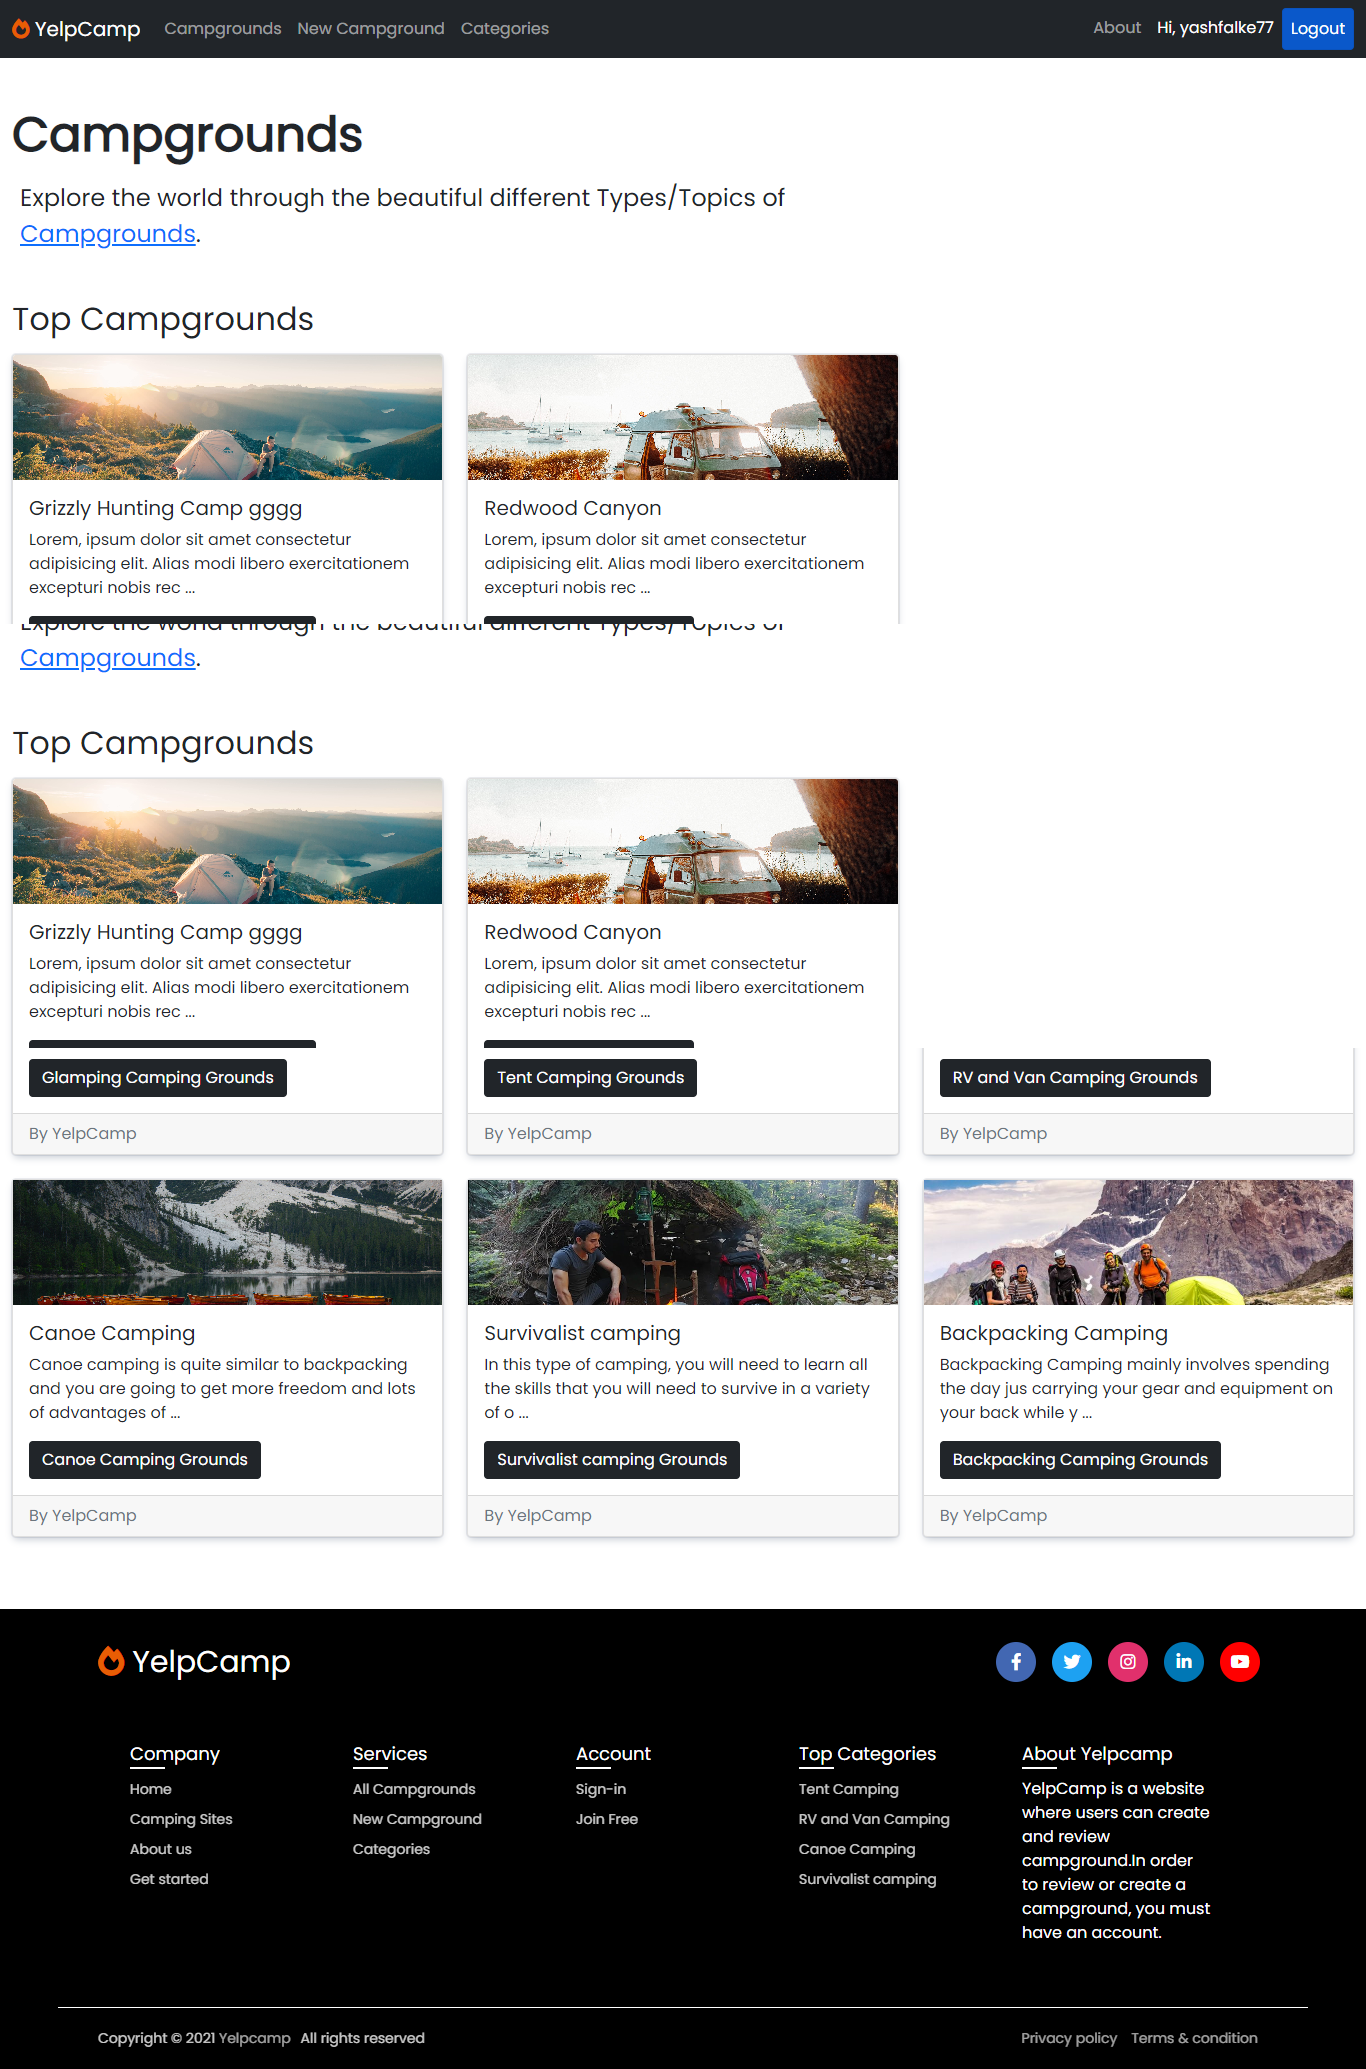 YelpCamp Campgrounds New Campground Categories About Hi, yashfalke77 Logout
Campgrounds
Explore the world through the beautiful different Types/Topics of
Campgrounds.
Top Campgrounds
Grizzly Hunting Camp gggg
Lorem, ipsum dolor sit amet consectetur
adipisicing elit. Alias modi libero exercitationem
excepturi nobis rec ...
Redwood Canyon
Lorem, ipsum dolor sit amet consectetur
adipisicing elit. Alias modi libero exercitationem
excepturi nobis rec ...
Explore the world through the beautiful different Types/Topics of
Campgrounds.
Top Campgrounds
Grizzly Hunting Camp gggg
Lorem, ipsum dolor sit amet consectetur
adipisicing elit. Alias modi libero exercitationem
excepturi nobis rec ...
Redwood Canyon
Lorem, ipsum dolor sit amet consectetur
adipisicing elit. Alias modi libero exercitationem
excepturi nobis rec ...
Glamping Camping Grounds
By YelpCamp
Tent Camping Grounds
By YelpCamp
RV and Van Camping Grounds
By YelpCamp
Canoe Camping
Canoe camping is quite similar to backpacking
and you are going to get more freedom and lots
of advantages of ...
Canoe Camping Grounds
By YelpCamp
Survivalist camping
In this type of camping, you will need to learn all
the skills that you will need to survive in a variety
of o ...
Survivalist camping Grounds
By YelpCamp
Backpacking Camping
Backpacking Camping mainly involves spending
the day jus carrying your gear and equipment on
your back while y ...
Backpacking Camping Grounds
By YelpCamp
YelpCamp
Company
Home
Camping Sites
About us
Get started
Services
All Campgrounds
New Campground
Categories
Account
Sign-in
Join Free
Top Categories
Tent Camping
RV and Van Camping
Canoe Camping
Survivalist camping
About Yelpcamp
YelpCamp is a website
where users can create
and review
campground.In order
to review or create a
campground, you must
have an account.
Copyright © 2021 Yelpcamp All rights reserved
Privacy policy Terms & condition